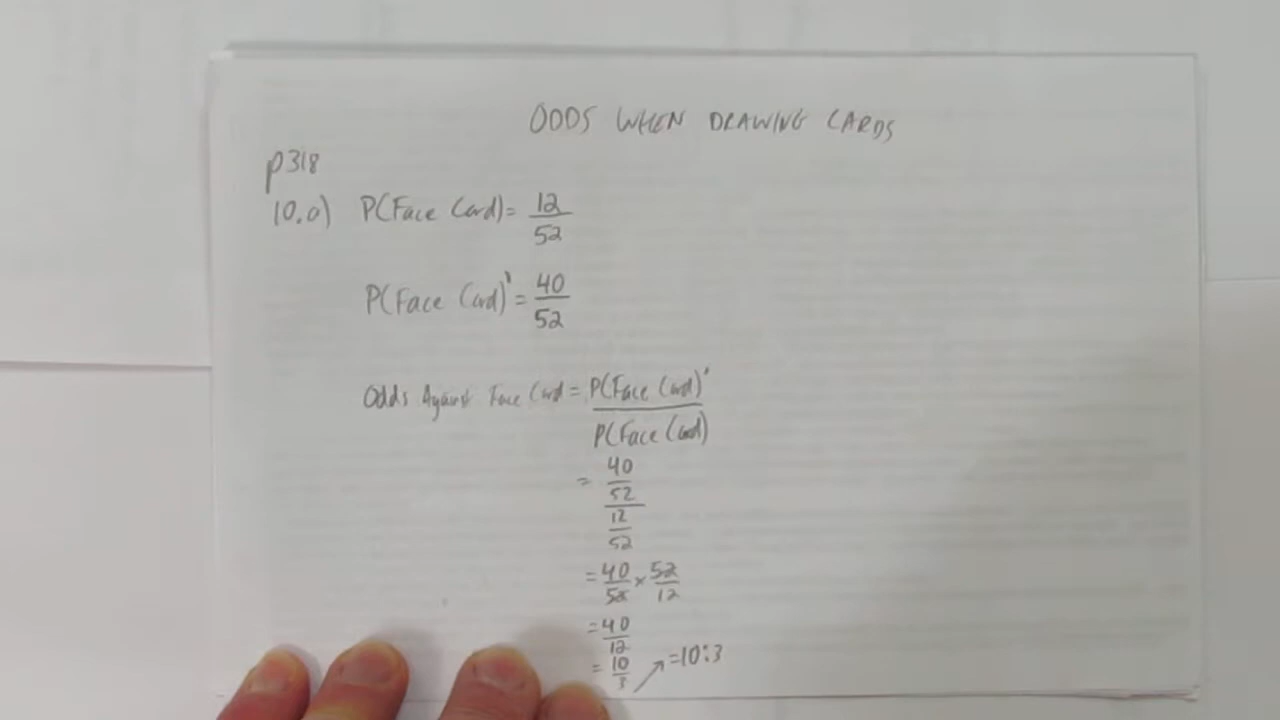 ODDS WHEN DRAWING CARDS
p318
10.a) P(Face Card) = 12/52
P(Face Card)' = 40/52
Odds Against Face Card = P(Face Card)' / P(Face Card)
= 40/52 / 12/52
= 40/52 × 52/12
= 40/12
= 10/3 ↗ = 10:3